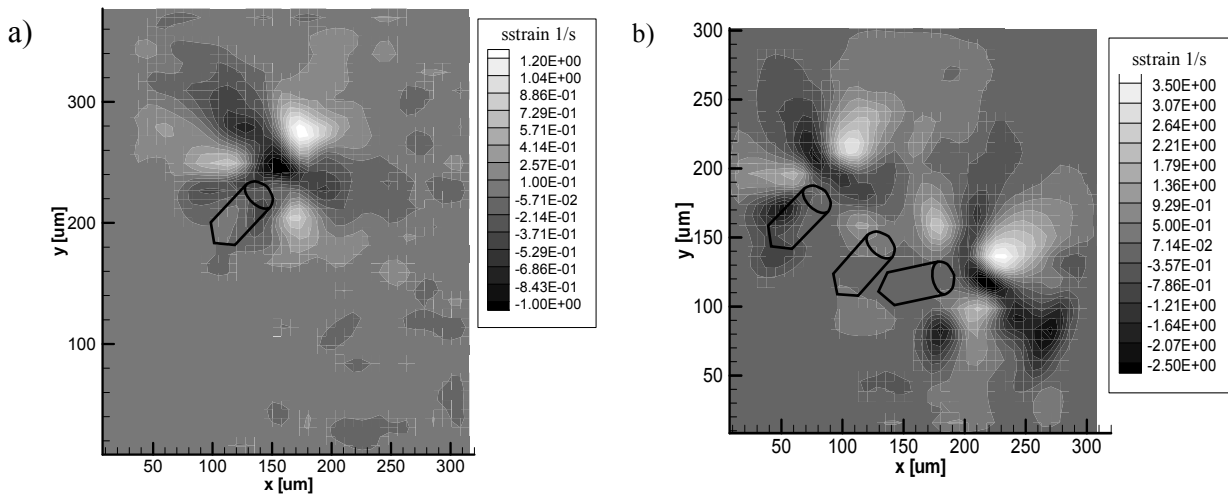 a)
y [um]
300
200
100
50 100 150 200 250 300
x [um]
sstrain 1/s
1.20E+00
1.04E+00
8.86E-01
7.29E-01
5.71E-01
4.14E-01
2.57E-01
1.00E-01
-5.71E-02
-2.14E-01
-3.71E-01
-5.29E-01
-6.86E-01
-8.43E-01
-1.00E+00
b)
y [um]
300
250
200
150
100
50
50 100 150 200 250 300
x [um]
sstrain 1/s
3.50E+00
3.07E+00
2.64E+00
2.21E+00
1.79E+00
1.36E+00
9.29E-01
5.00E-01
7.14E-02
-3.57E-01
-7.86E-01
-1.21E+00
-1.64E+00
-2.07E+00
-2.50E+00